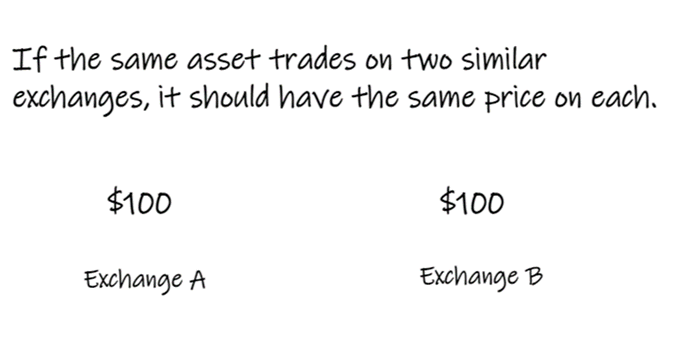 If the same asset trades on two similar
exchanges, it should have the same price on each.
$100
$100
Exchange A
Exchange B